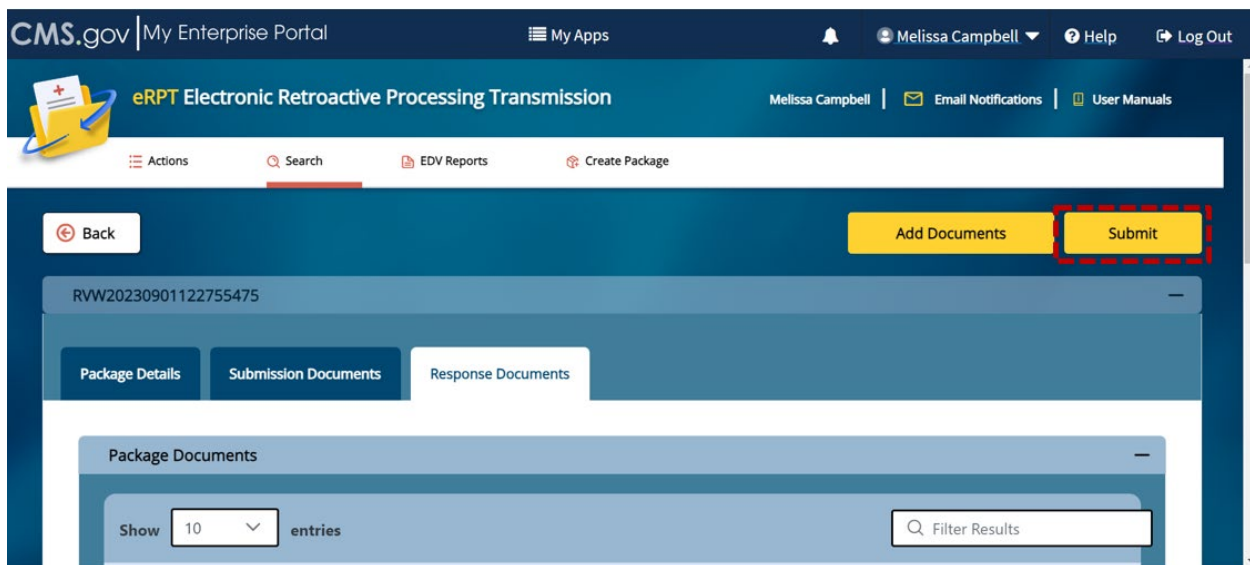 CMS.gov My Enterprise Portal My Apps Melissa Campbell Help Log Out
eRPT Electronic Retroactive Processing Transmission Melissa Campbell Email Notifications User Manuals
Actions Search EDV Reports Create Package
Back Add Documents Submit
RVW20230901122755475
Package Details Submission Documents Response Documents
Package Documents
Show 10 entries Filter Results